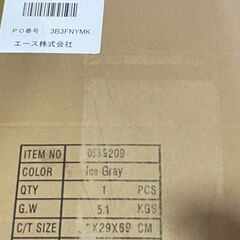 PO番号: 3B3FNYMK
エース株式会社
ITEM NO 0539209
COLOR Ice Gray
QTY 1 PCS
G.W 5.1 KGS
C/T SIZE X29X69 CM